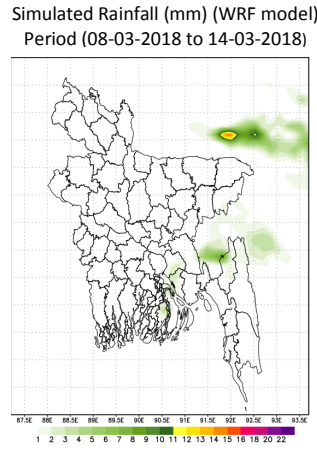 Simulated Rainfall (mm) (WRF model)
Period (08-03-2018 to 14-03-2018)
87.5E 88E 88.5E 89E 89.5E 90E 90.5E 91E 91.5E 92E 92.5E 93E 93.5E
1 2 3 4 5 6 7 8 9 10 11 12 13 14 15 16 18 20 22